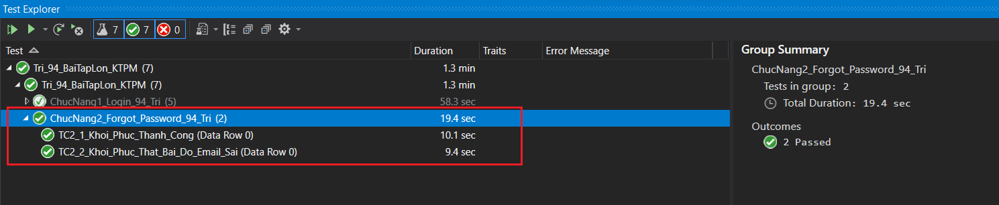 Test Explorer
7 7 0
Test Duration Traits Error Message
Tri_94_BaiTapLon_KTPM (7) 1.3 min
Tri_94_BaiTapLon_KTPM (7) 1.3 min
ChucNang1_Login_94_Tri (5) 58.3 sec
ChucNang2_Forgot_Password_94_Tri (2) 19.4 sec
TC2_1_Khoi_Phuc_Thanh_Cong (Data Row 0) 10.1 sec
TC2_2_Khoi_Phuc_That_Bai_Do_Email_Sai (Data Row 0) 9.4 sec
Group Summary
ChucNang2_Forgot_Password_94_Tri
Tests in group: 2
Total Duration: 19.4 sec
Outcomes
2 Passed